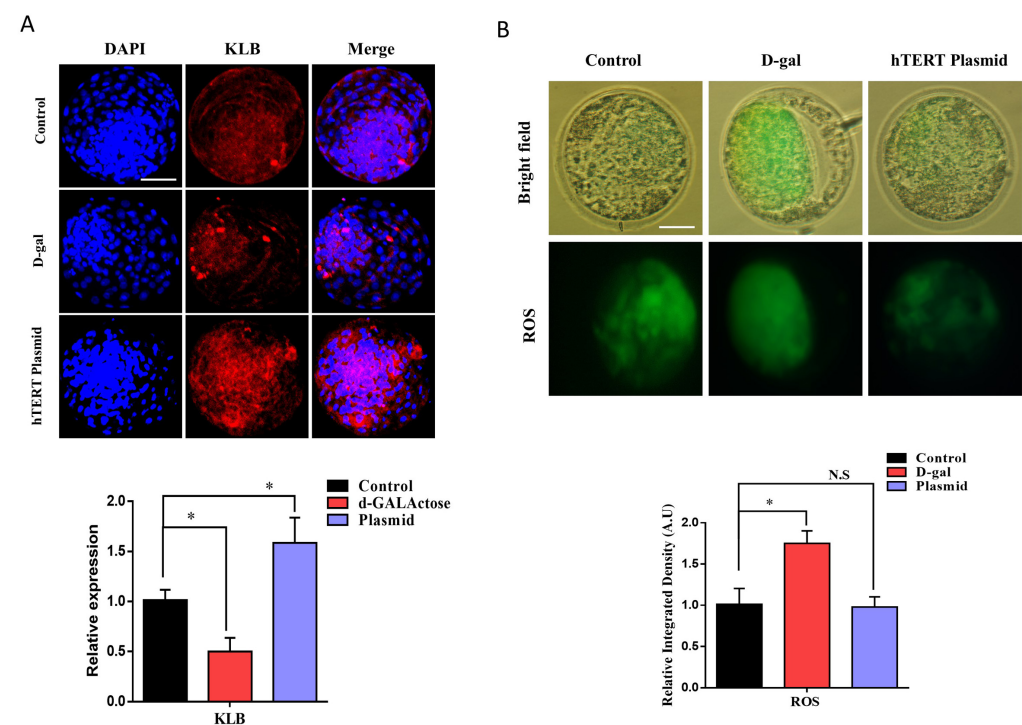 A
DAPI KLB Merge
Control
D-gal
hTERT Plasmid
Control
d-GALActose
Plasmid
Relative expression
2.0
1.5
1.0
0.5
0.0
*
*
KLB
B
Control D-gal hTERT Plasmid
Bright field
ROS
Control
D-gal
Plasmid
N.S
*
Relative Integrated Density (A.U)
2.0
1.5
1.0
0.5
0.0
ROS